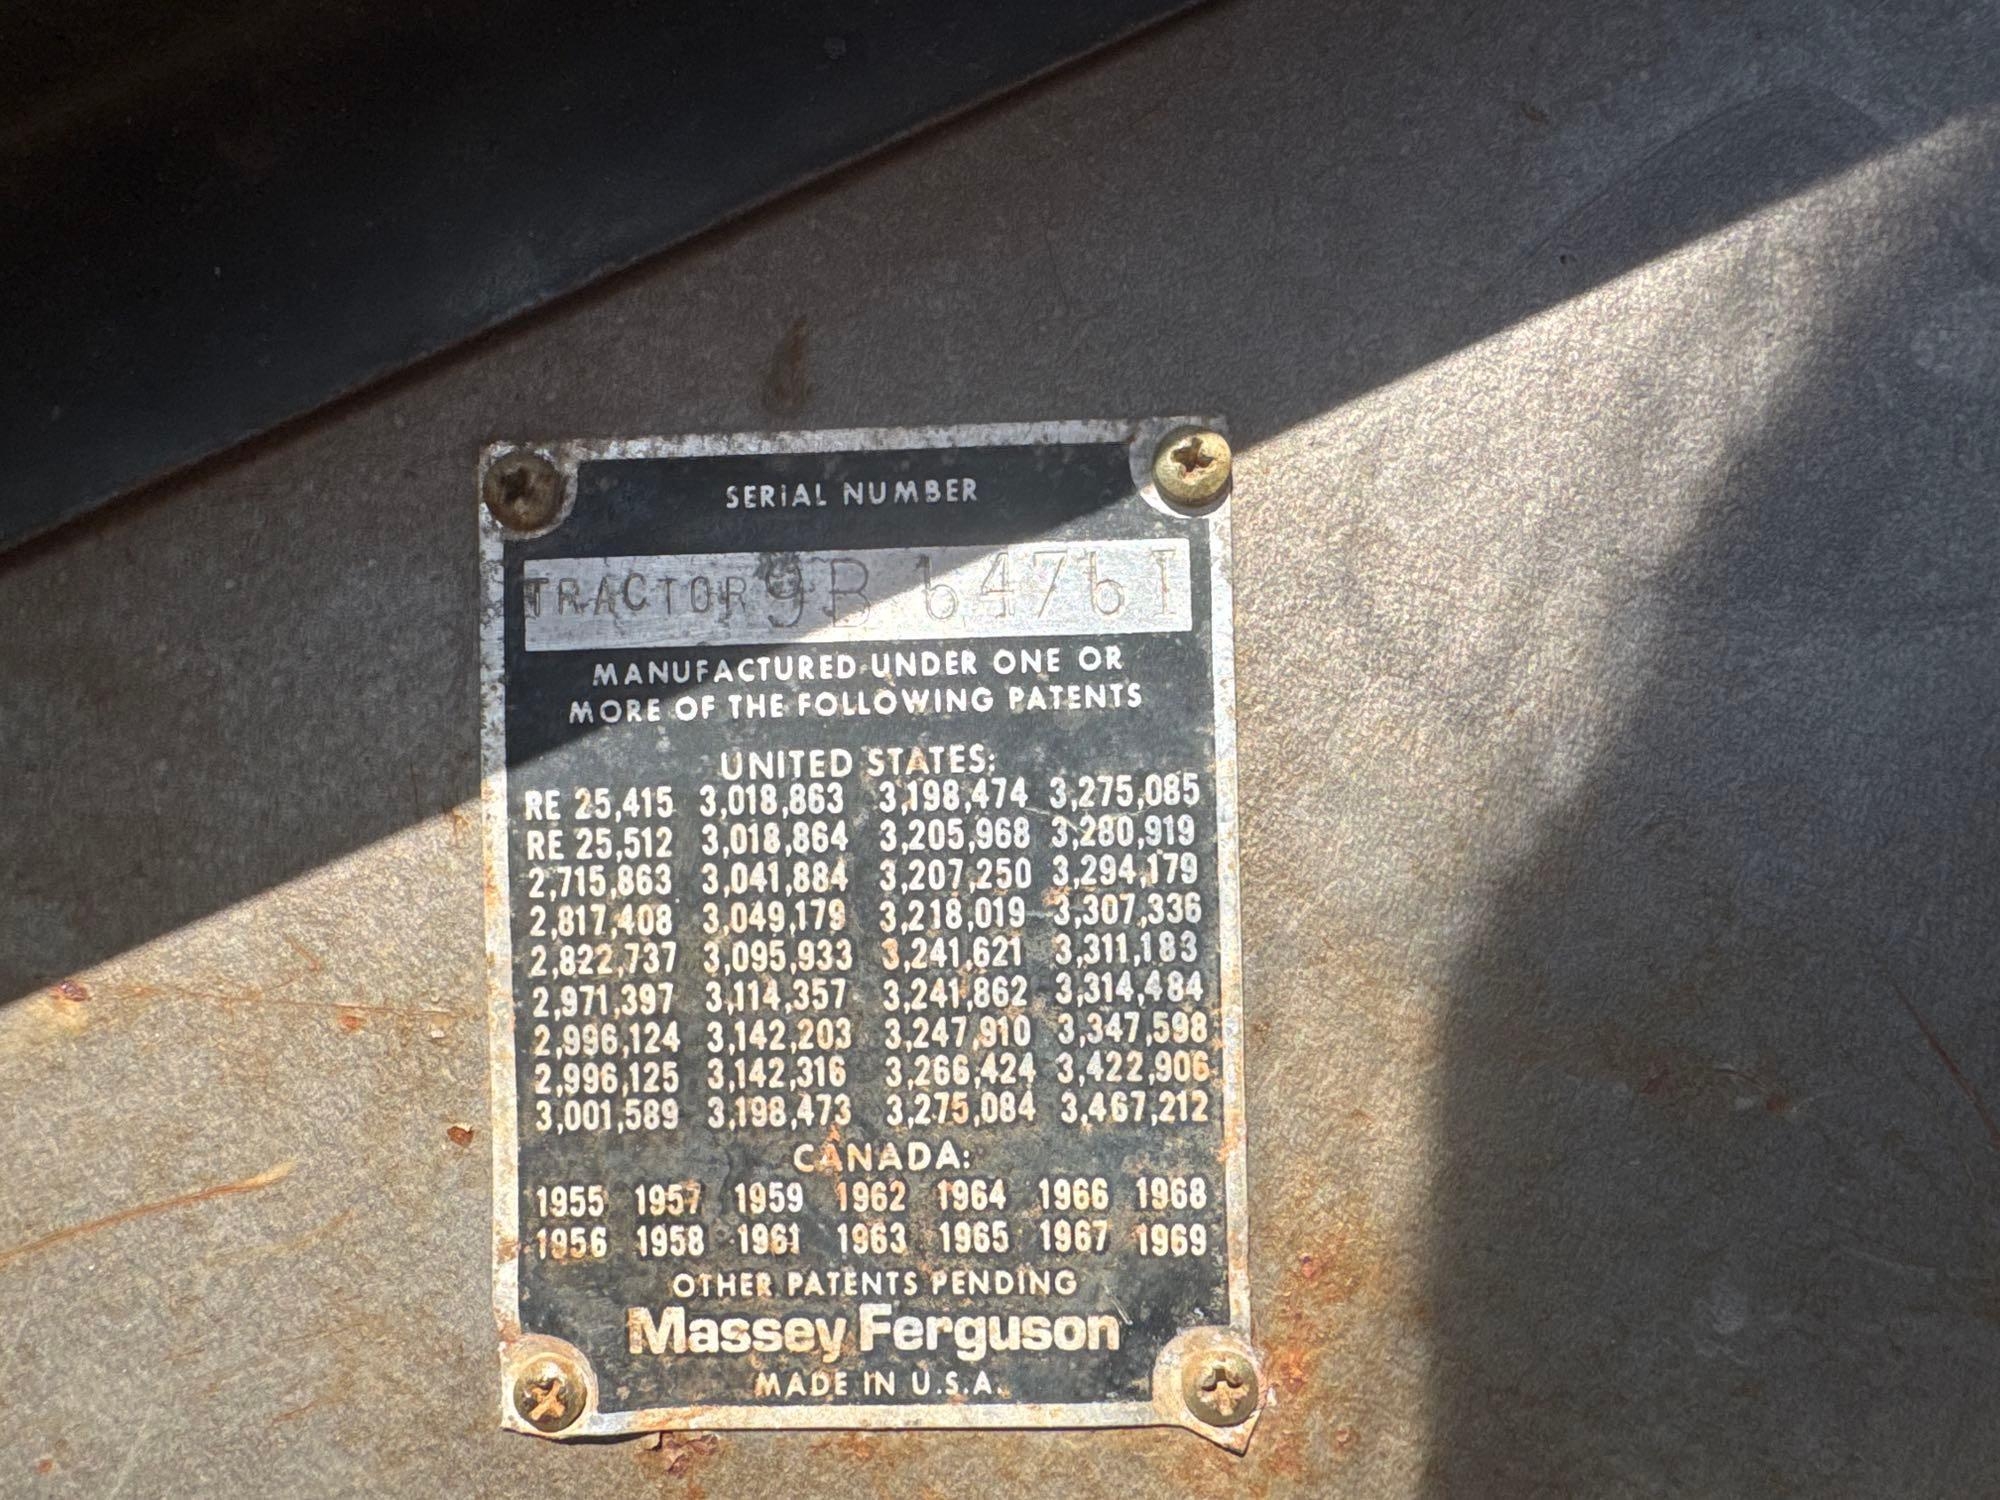 SERIAL NUMBER
TRACTOR 9B 64761
MANUFACTURED UNDER ONE OR
MORE OF THE FOLLOWING PATENTS
UNITED STATES:
RE 25,415 3,018,863 3,198,474 3,275,085
RE 25,512 3,018,864 3,205,968 3,280,919
2,715,863 3,041,884 3,207,250 3,294,179
2,817,408 3,049,179 3,218,019 3,307,336
2,822,737 3,095,933 3,241,621 3,311,183
2,971,397 3,114,357 3,241,862 3,314,484
2,996,124 3,142,203 3,247,910 3,347,598
2,996,125 3,142,316 3,266,424 3,422,906
3,001,589 3,198,473 3,275,084 3,467,212
CANADA:
1955 1957 1959 1962 1964 1966 1968
1956 1958 1961 1963 1965 1967 1969
OTHER PATENTS PENDING
Massey Ferguson
MADE IN U.S.A.